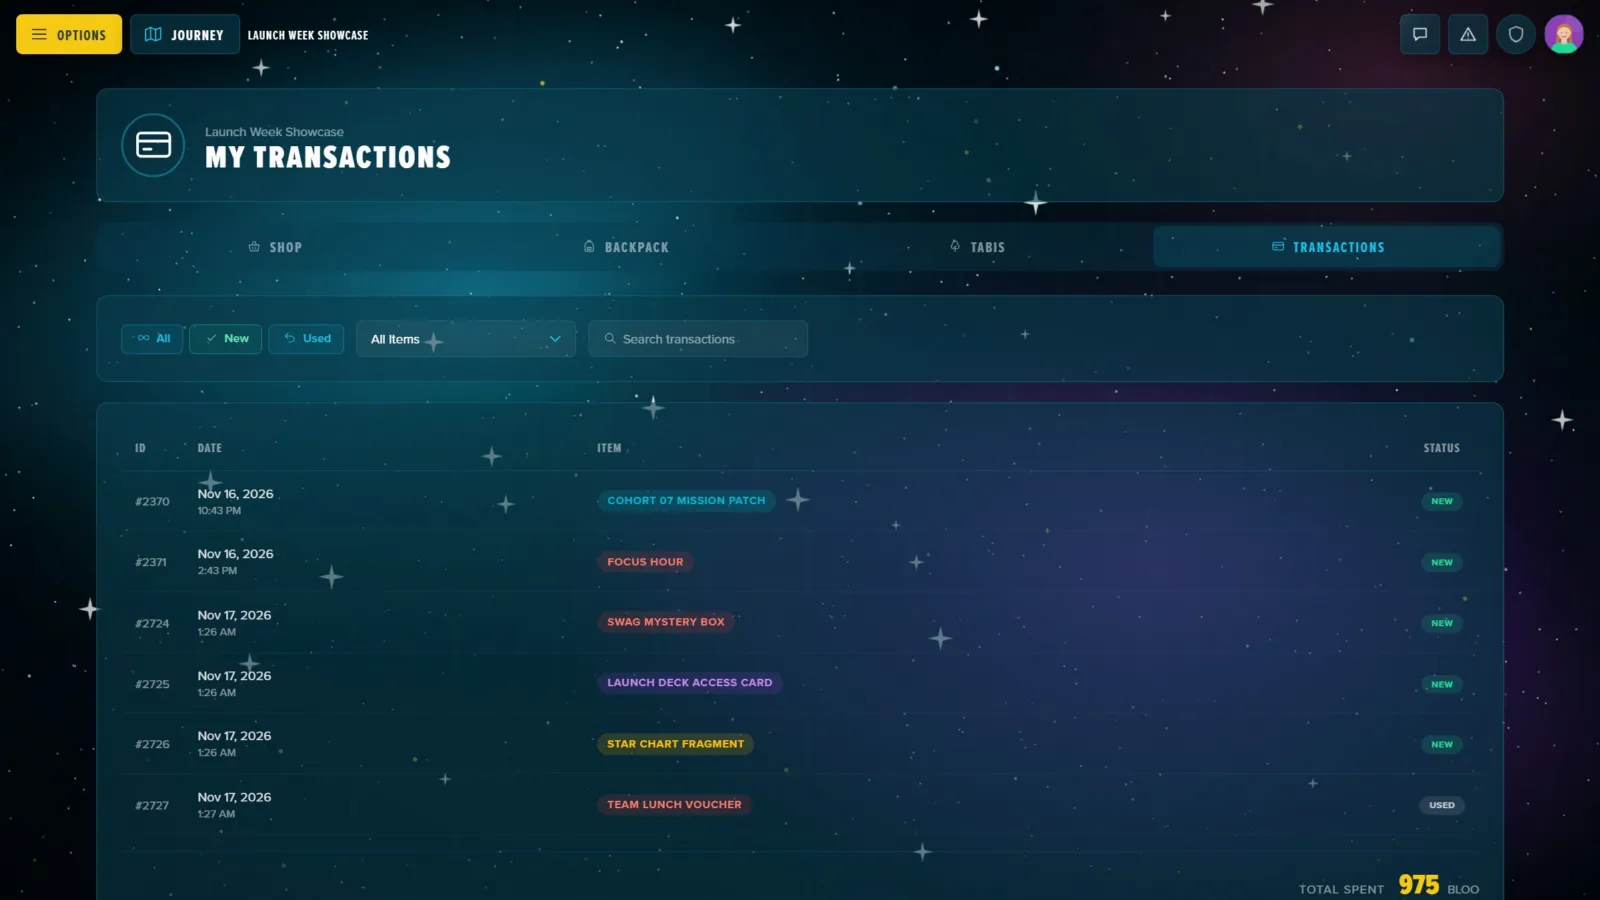 OPTIONS
JOURNEY
LAUNCH WEEK SHOWCASE
Launch Week Showcase
MY TRANSACTIONS
SHOP
BACKPACK
TABIS
TRANSACTIONS
All
New
Used
All Items
Search transactions
ID DATE ITEM STATUS
#2370 Nov 16, 2026 10:43 PM COHORT 07 MISSION PATCH NEW
#2371 Nov 16, 2026 2:43 PM FOCUS HOUR NEW
#2724 Nov 17, 2026 1:26 AM SWAG MYSTERY BOX NEW
#2725 Nov 17, 2026 1:26 AM LAUNCH DECK ACCESS CARD NEW
#2726 Nov 17, 2026 1:26 AM STAR CHART FRAGMENT NEW
#2727 Nov 17, 2026 1:27 AM TEAM LUNCH VOUCHER USED
TOTAL SPENT 975 BLOO